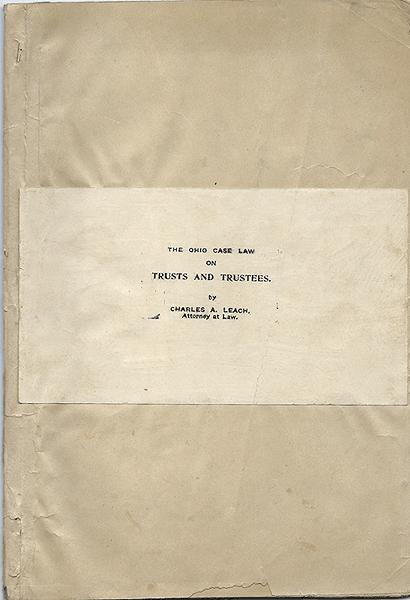 THE OHIO CASE LAW
ON
TRUSTS AND TRUSTEES.
by
CHARLES A. LEACH,
Attorney at Law.